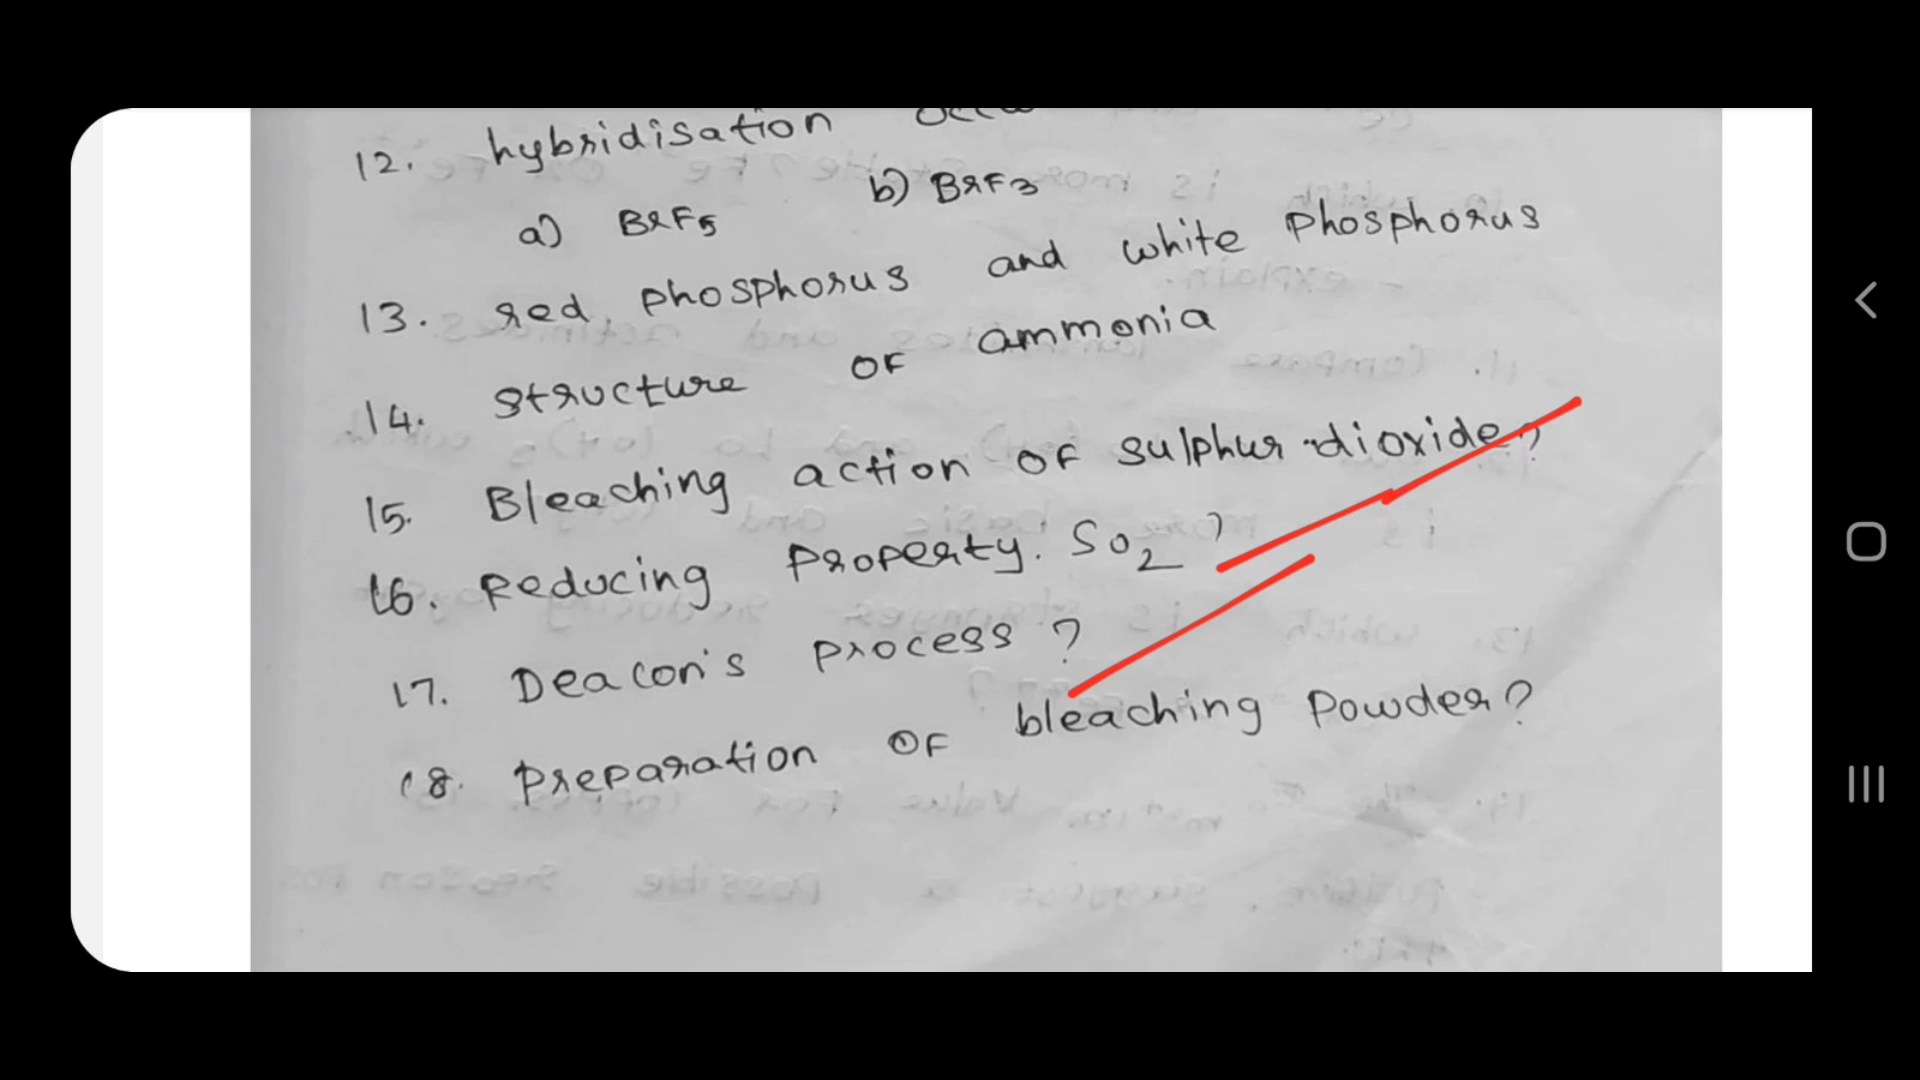 12. hybridisation
a) BrF5 b) BrF3
13. red phosphorus and white phosphorus
14. structure of ammonia
15. Bleaching action of sulphur dioxide?
16. Reducing Property. SO2?
17. Deacon's process?
18. Preparation of bleaching Powder?